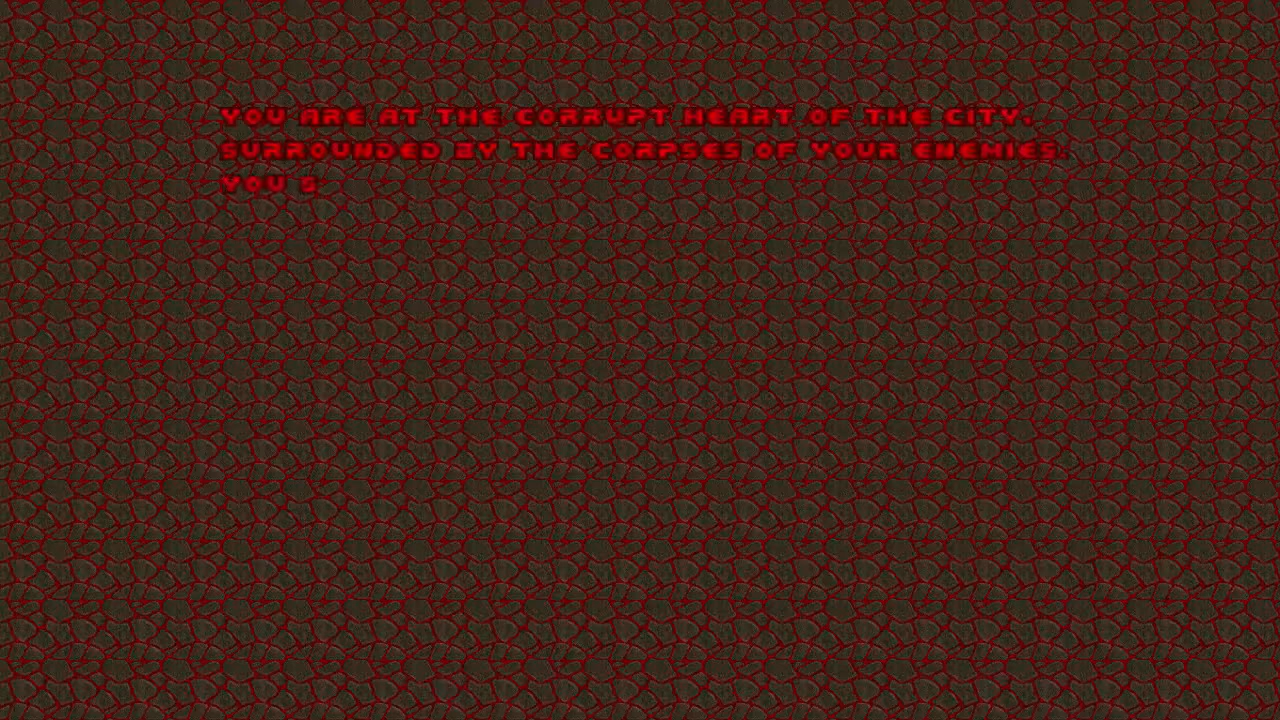 YOU ARE AT THE CORRUPT HEART OF THE CITY,
SURROUNDED BY THE CORPSES OF YOUR ENEMIES.
YOU S